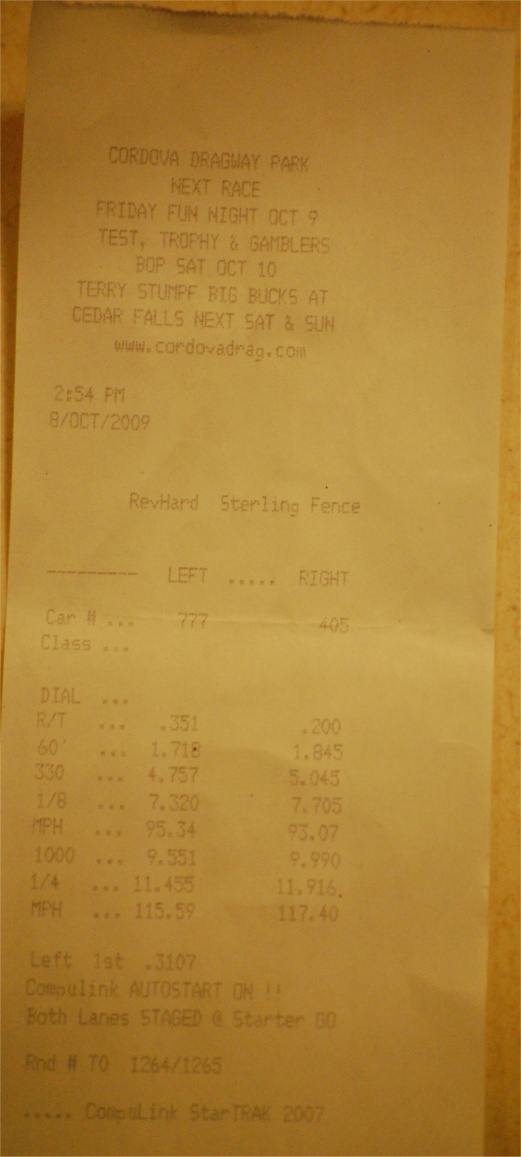 CORDOVA DRAGWAY PARK
NEXT RACE
FRIDAY FUN NIGHT OCT 9
TEST, TROPHY & GAMBLERS
BOP SAT OCT 10
TERRY STUMPF BIG BUCKS AT
CEDAR FALLS NEXT SAT & SUN
www.cordovadrag.com
2:54 PM
8/OCT/2009
RevHard Sterling Fence
--------- LEFT ..... RIGHT
Car # ... 777 405
Class ...
DIAL ...
R/T ... .351 .200
60' ... 1.718 1.845
330 ... 4.757 5.045
1/8 ... 7.320 7.705
MPH ... 95.34 93.07
1000 ... 9.551 9.990
1/4 ... 11.455 11.916
MPH ... 115.59 117.40
Left 1st .3107
Compulink AUTOSTART ON !!
Both Lanes STAGED @ Starter GO
Rnd # TO 1264/1265
..... CompuLink StarTRAK 2007